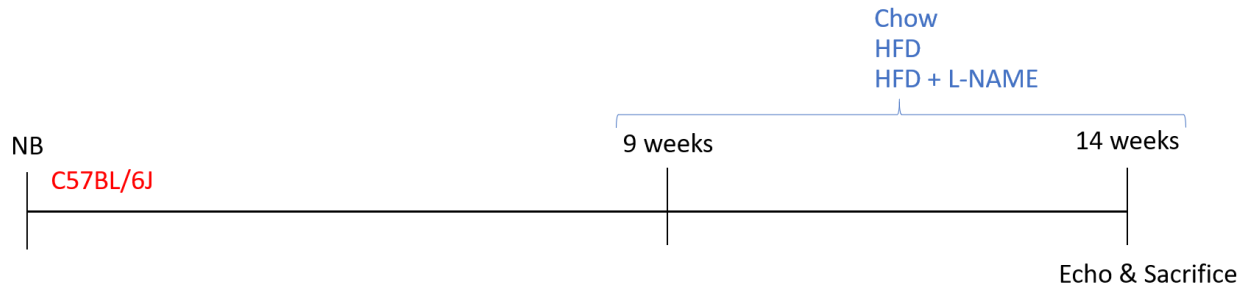 Chow
HFD
HFD + L-NAME
NB
9 weeks
14 weeks
C57BL/6J
Echo & Sacrifice